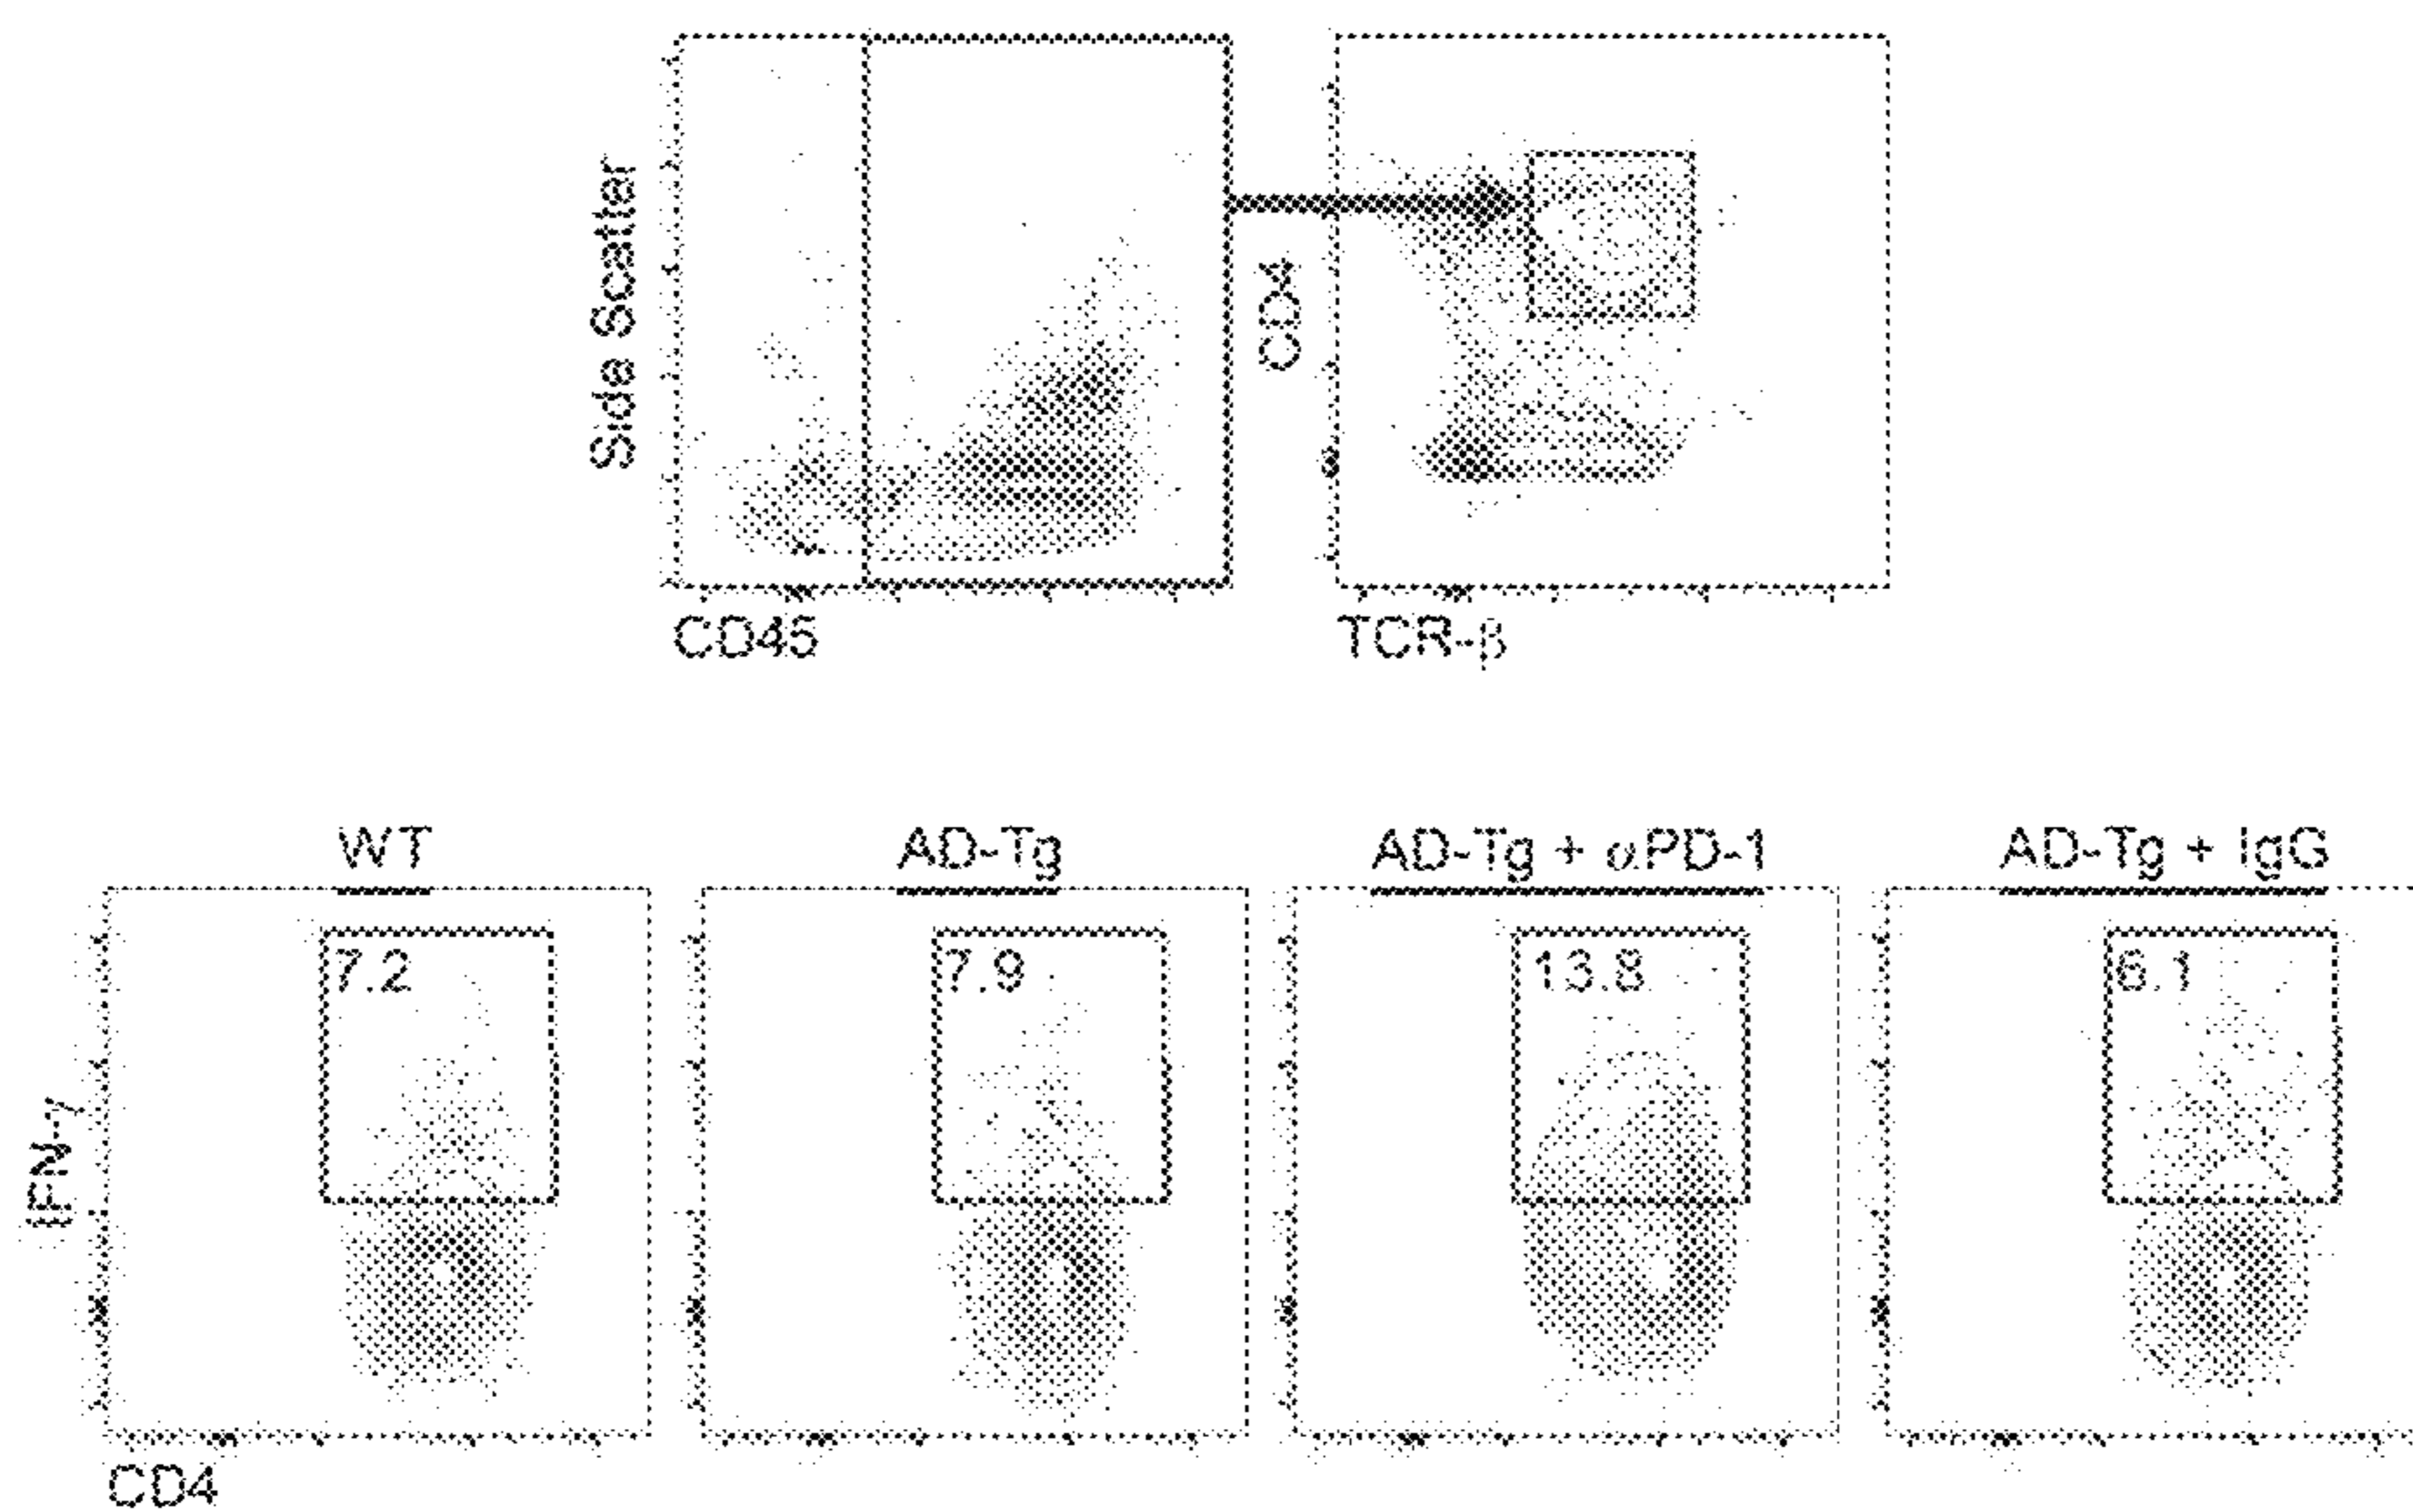 Side Scatter
CD45
CD4
TCR-β
WT
AD-Tg
AD-Tg + αPD-1
AD-Tg + IgG
7.2
7.9
13.8
6.1
IFN-γ
CD4